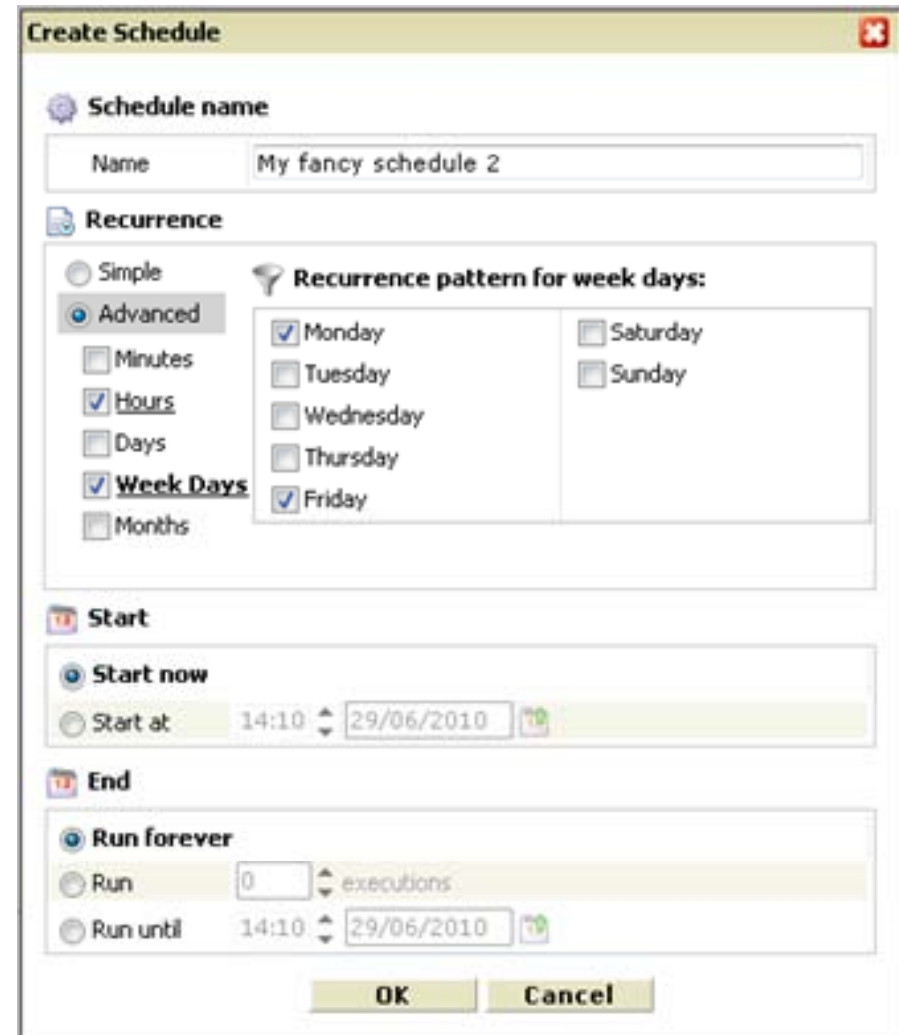 Create Schedule
Schedule name
Name My fancy schedule 2
Recurrence
Simple
Advanced
Minutes
Hours
Days
Week Days
Months
Recurrence pattern for week days:
Monday Saturday
Tuesday Sunday
Wednesday
Thursday
Friday
Start
Start now
Start at 14:10 29/06/2010
End
Run forever
Run 0 executions
Run until 14:10 29/06/2010
OK Cancel